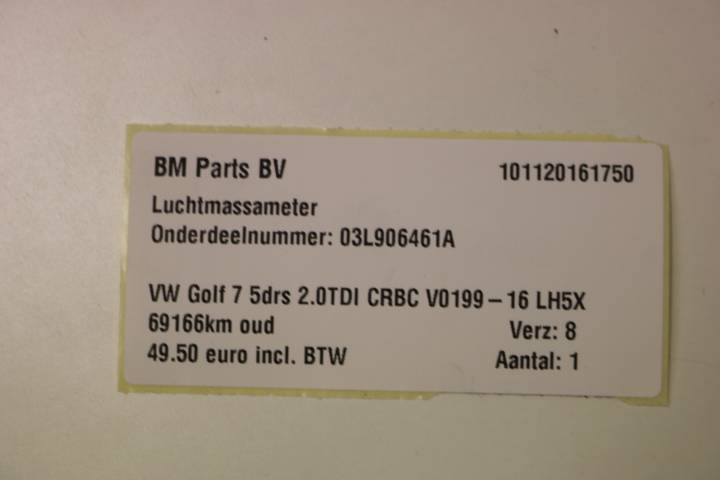 BM Parts BV 101120161750
Luchtmassameter
Onderdeelnummer: 03L906461A
VW Golf 7 5drs 2.0TDI CRBC V0199-16 LH5X
69166km oud Verz: 8
49.50 euro incl. BTW Aantal: 1